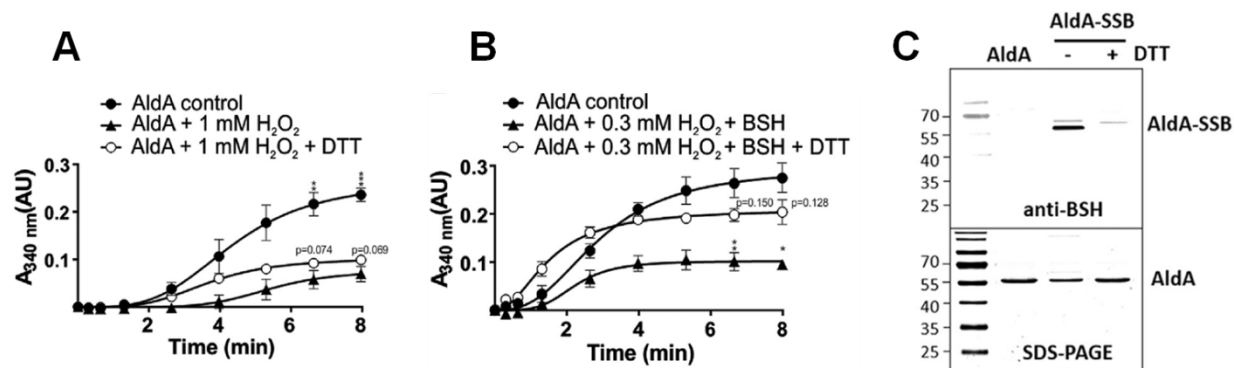 A
AldA control
AldA + 1 mM H₂O₂
AldA + 1 mM H₂O₂ + DTT
A340 nm(AU)
0.3
0.2
0.1
**
***
p=0.074
p=0.069
2
4
6
8
Time (min)
B
AldA control
AldA + 0.3 mM H₂O₂ + BSH
AldA + 0.3 mM H₂O₂ + BSH + DTT
A340 nm(AU)
0.3
0.2
0.1
p=0.150
p=0.128
**
*
2
4
6
8
Time (min)
C
AldA-SSB
AldA - + DTT
70
55
40
35
25
AldA-SSB
anti-BSH
70
55
40
35
25
AldA
SDS-PAGE